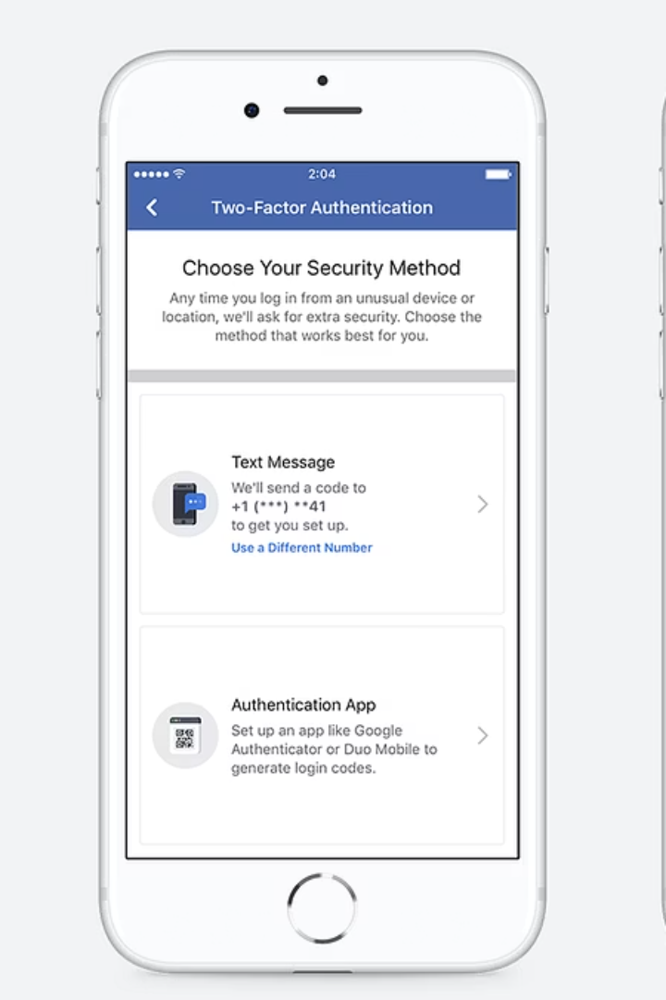 2:04
Two-Factor Authentication
Choose Your Security Method
Any time you log in from an unusual device or
location, we'll ask for extra security. Choose the
method that works best for you.
Text Message
We'll send a code to
+1 (***) **41
to get you set up.
Use a Different Number
Authentication App
Set up an app like Google
Authenticator or Duo Mobile to
generate login codes.